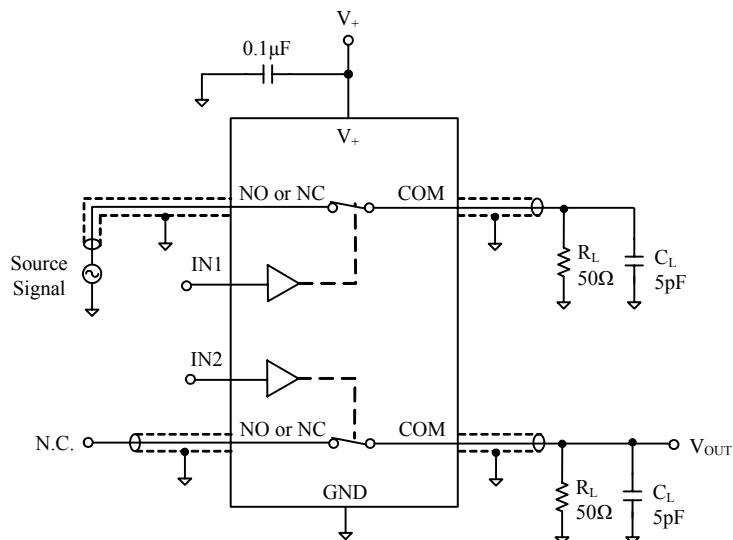 V+
0.1µF
V+
NO or NC
COM
Source
Signal
IN1
RL
50Ω
CL
5pF
IN2
N.C.
NO or NC
COM
VOUT
GND
RL
50Ω
CL
5pF